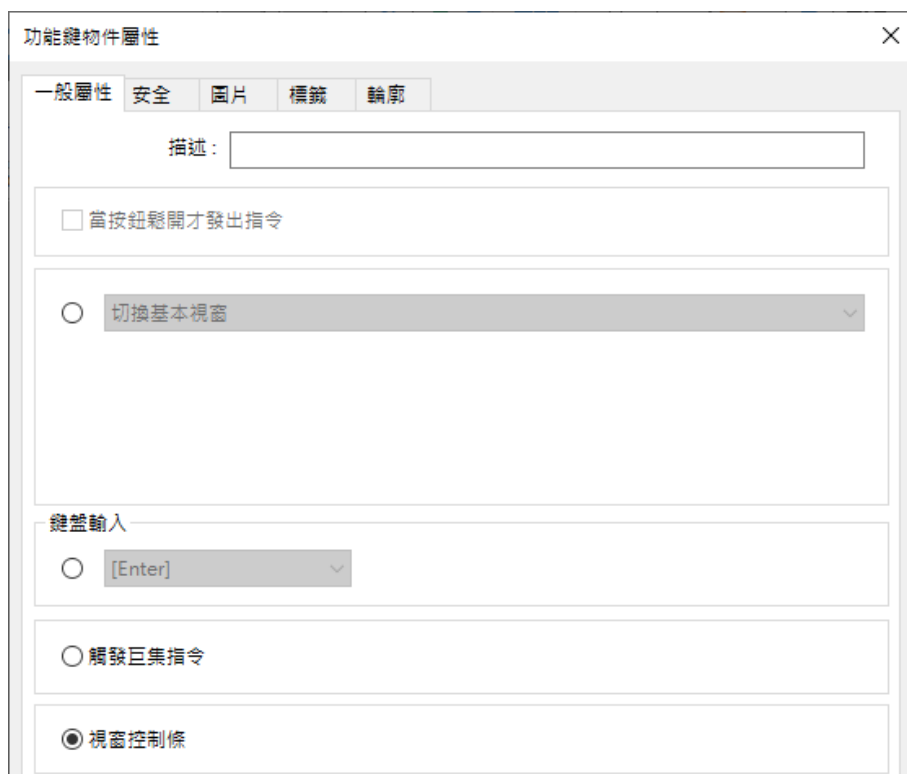 功能鍵物件屬性
一般屬性 安全 圖片 標籤 輪廓
描述 :
當按鈕鬆開才發出指令
切換基本視窗
鍵盤輸入
[Enter]
觸發巨集指令
視窗控制條